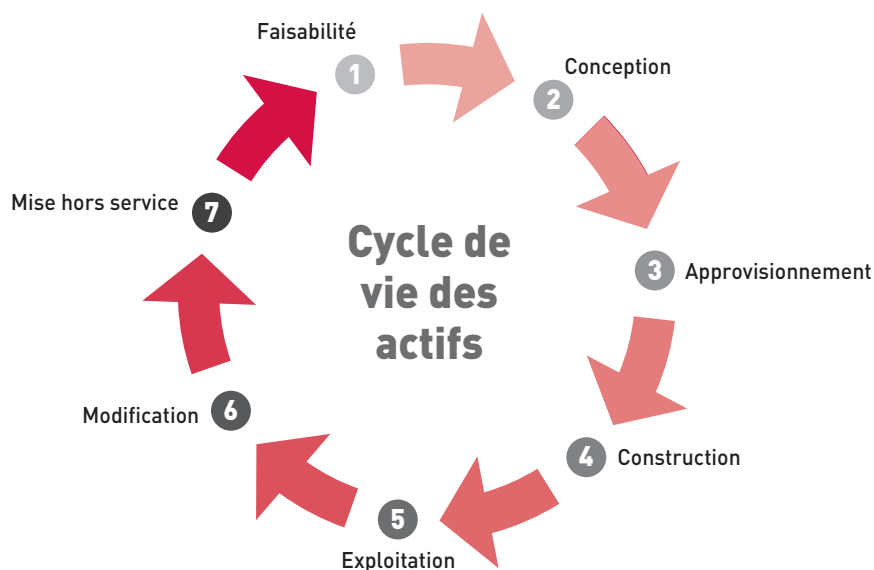 Faisabilité
1
Conception
2
3
Approvisionnement
4
Construction
5
Exploitation
Modification
6
Mise hors service
7
Cycle de
vie des
actifs